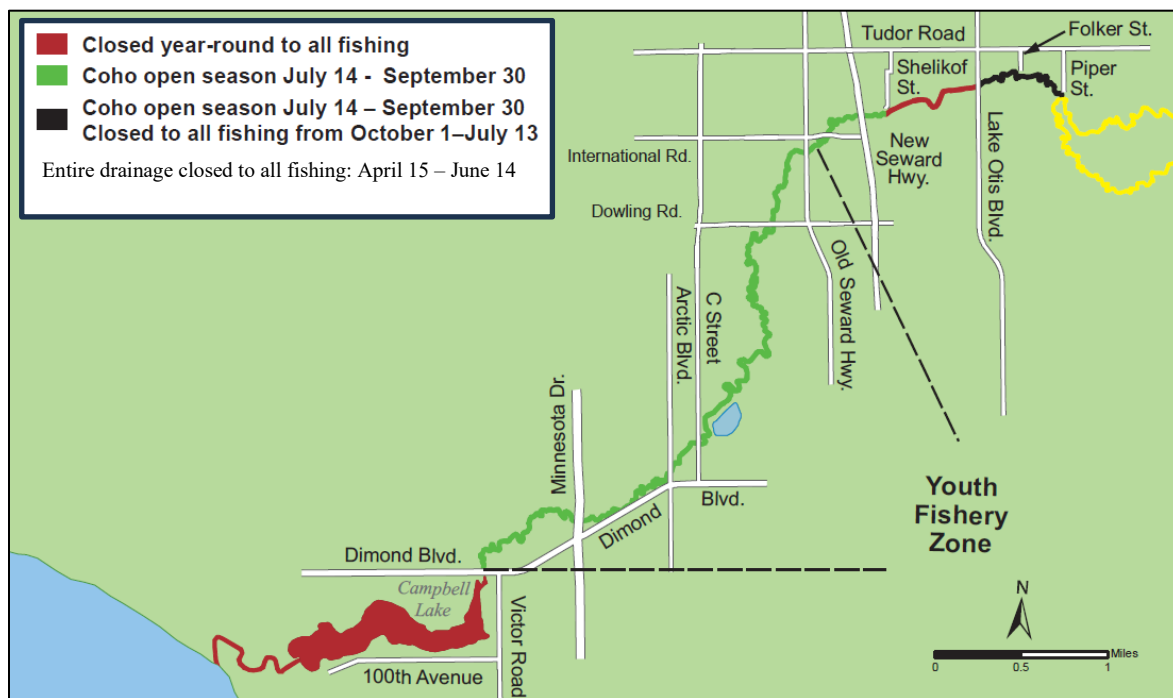 Closed year-round to all fishing
Coho open season July 14 - September 30
Coho open season July 14 – September 30
Closed to all fishing from October 1–July 13
Entire drainage closed to all fishing: April 15 – June 14
Tudor Road
Folker St.
Shelikof
St.
Piper
St.
International Rd.
New
Seward
Hwy.
Lake Otis Blvd.
Dowling Rd.
Old Seward Hwy.
Arctic Blvd.
C Street
Minnesota Dr.
Youth
Fishery
Zone
Blvd.
Dimond
Dimond Blvd.
Campbell
Lake
Victor Road
100th Avenue
N
Miles
0
0.5
1